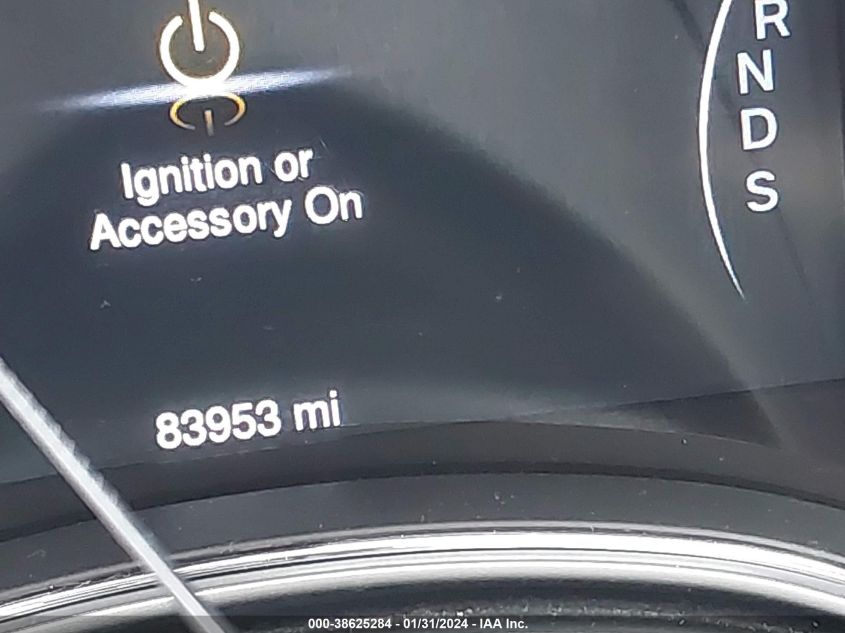 R
N
D
S
Ignition or
Accessory On
83953 mi
000-38625284 - 01/31/2024 - IAA Inc.